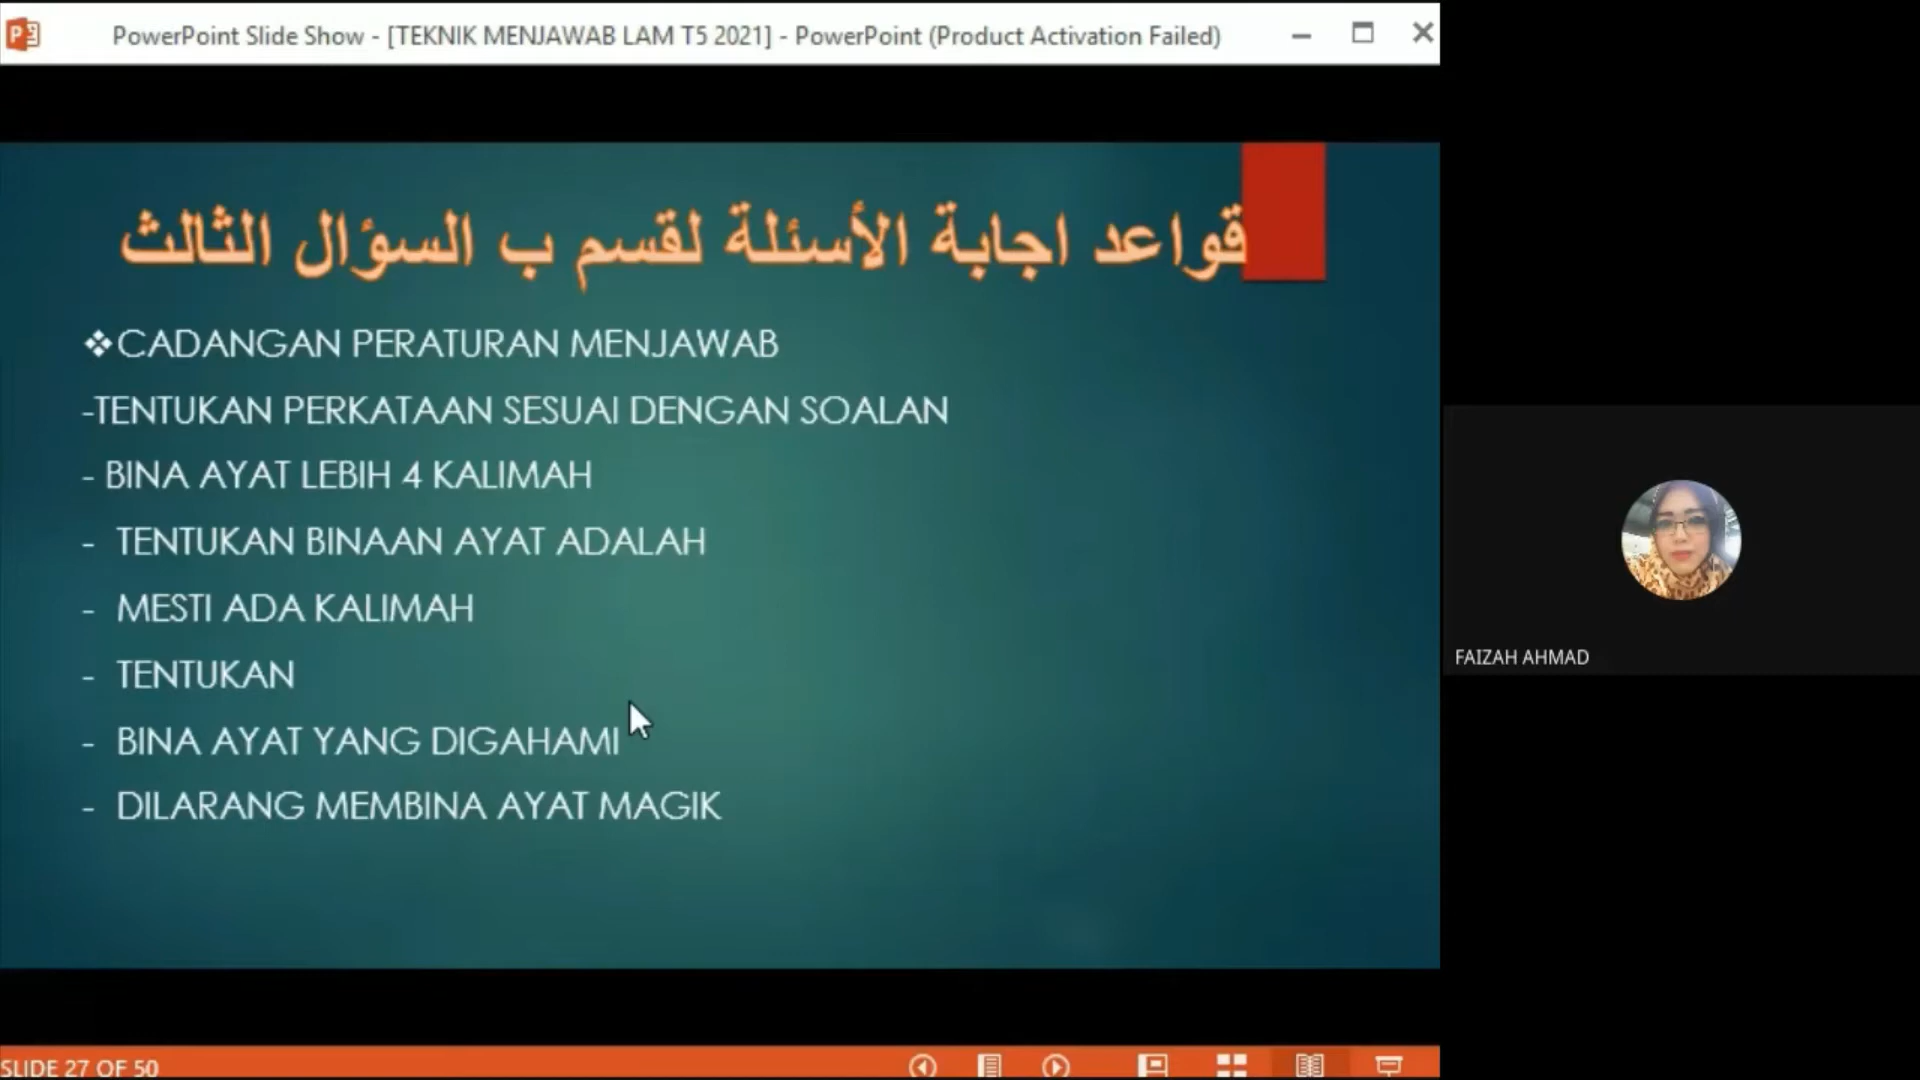 PowerPoint Slide Show - [TEKNIK MENJAWAB LAM T5 2021] - PowerPoint (Product Activation Failed)
قواعد اجابة الأسئلة لقسم ب السؤال الثالث
❖CADANGAN PERATURAN MENJAWAB
-TENTUKAN PERKATAAN SESUAI DENGAN SOALAN
- BINA AYAT LEBIH 4 KALIMAH
- TENTUKAN BINAAN AYAT ADALAH
- MESTI ADA KALIMAH
- TENTUKAN
- BINA AYAT YANG DIGAHAMI
- DILARANG MEMBINA AYAT MAGIK
FAIZAH AHMAD
SLIDE 27 OF 50